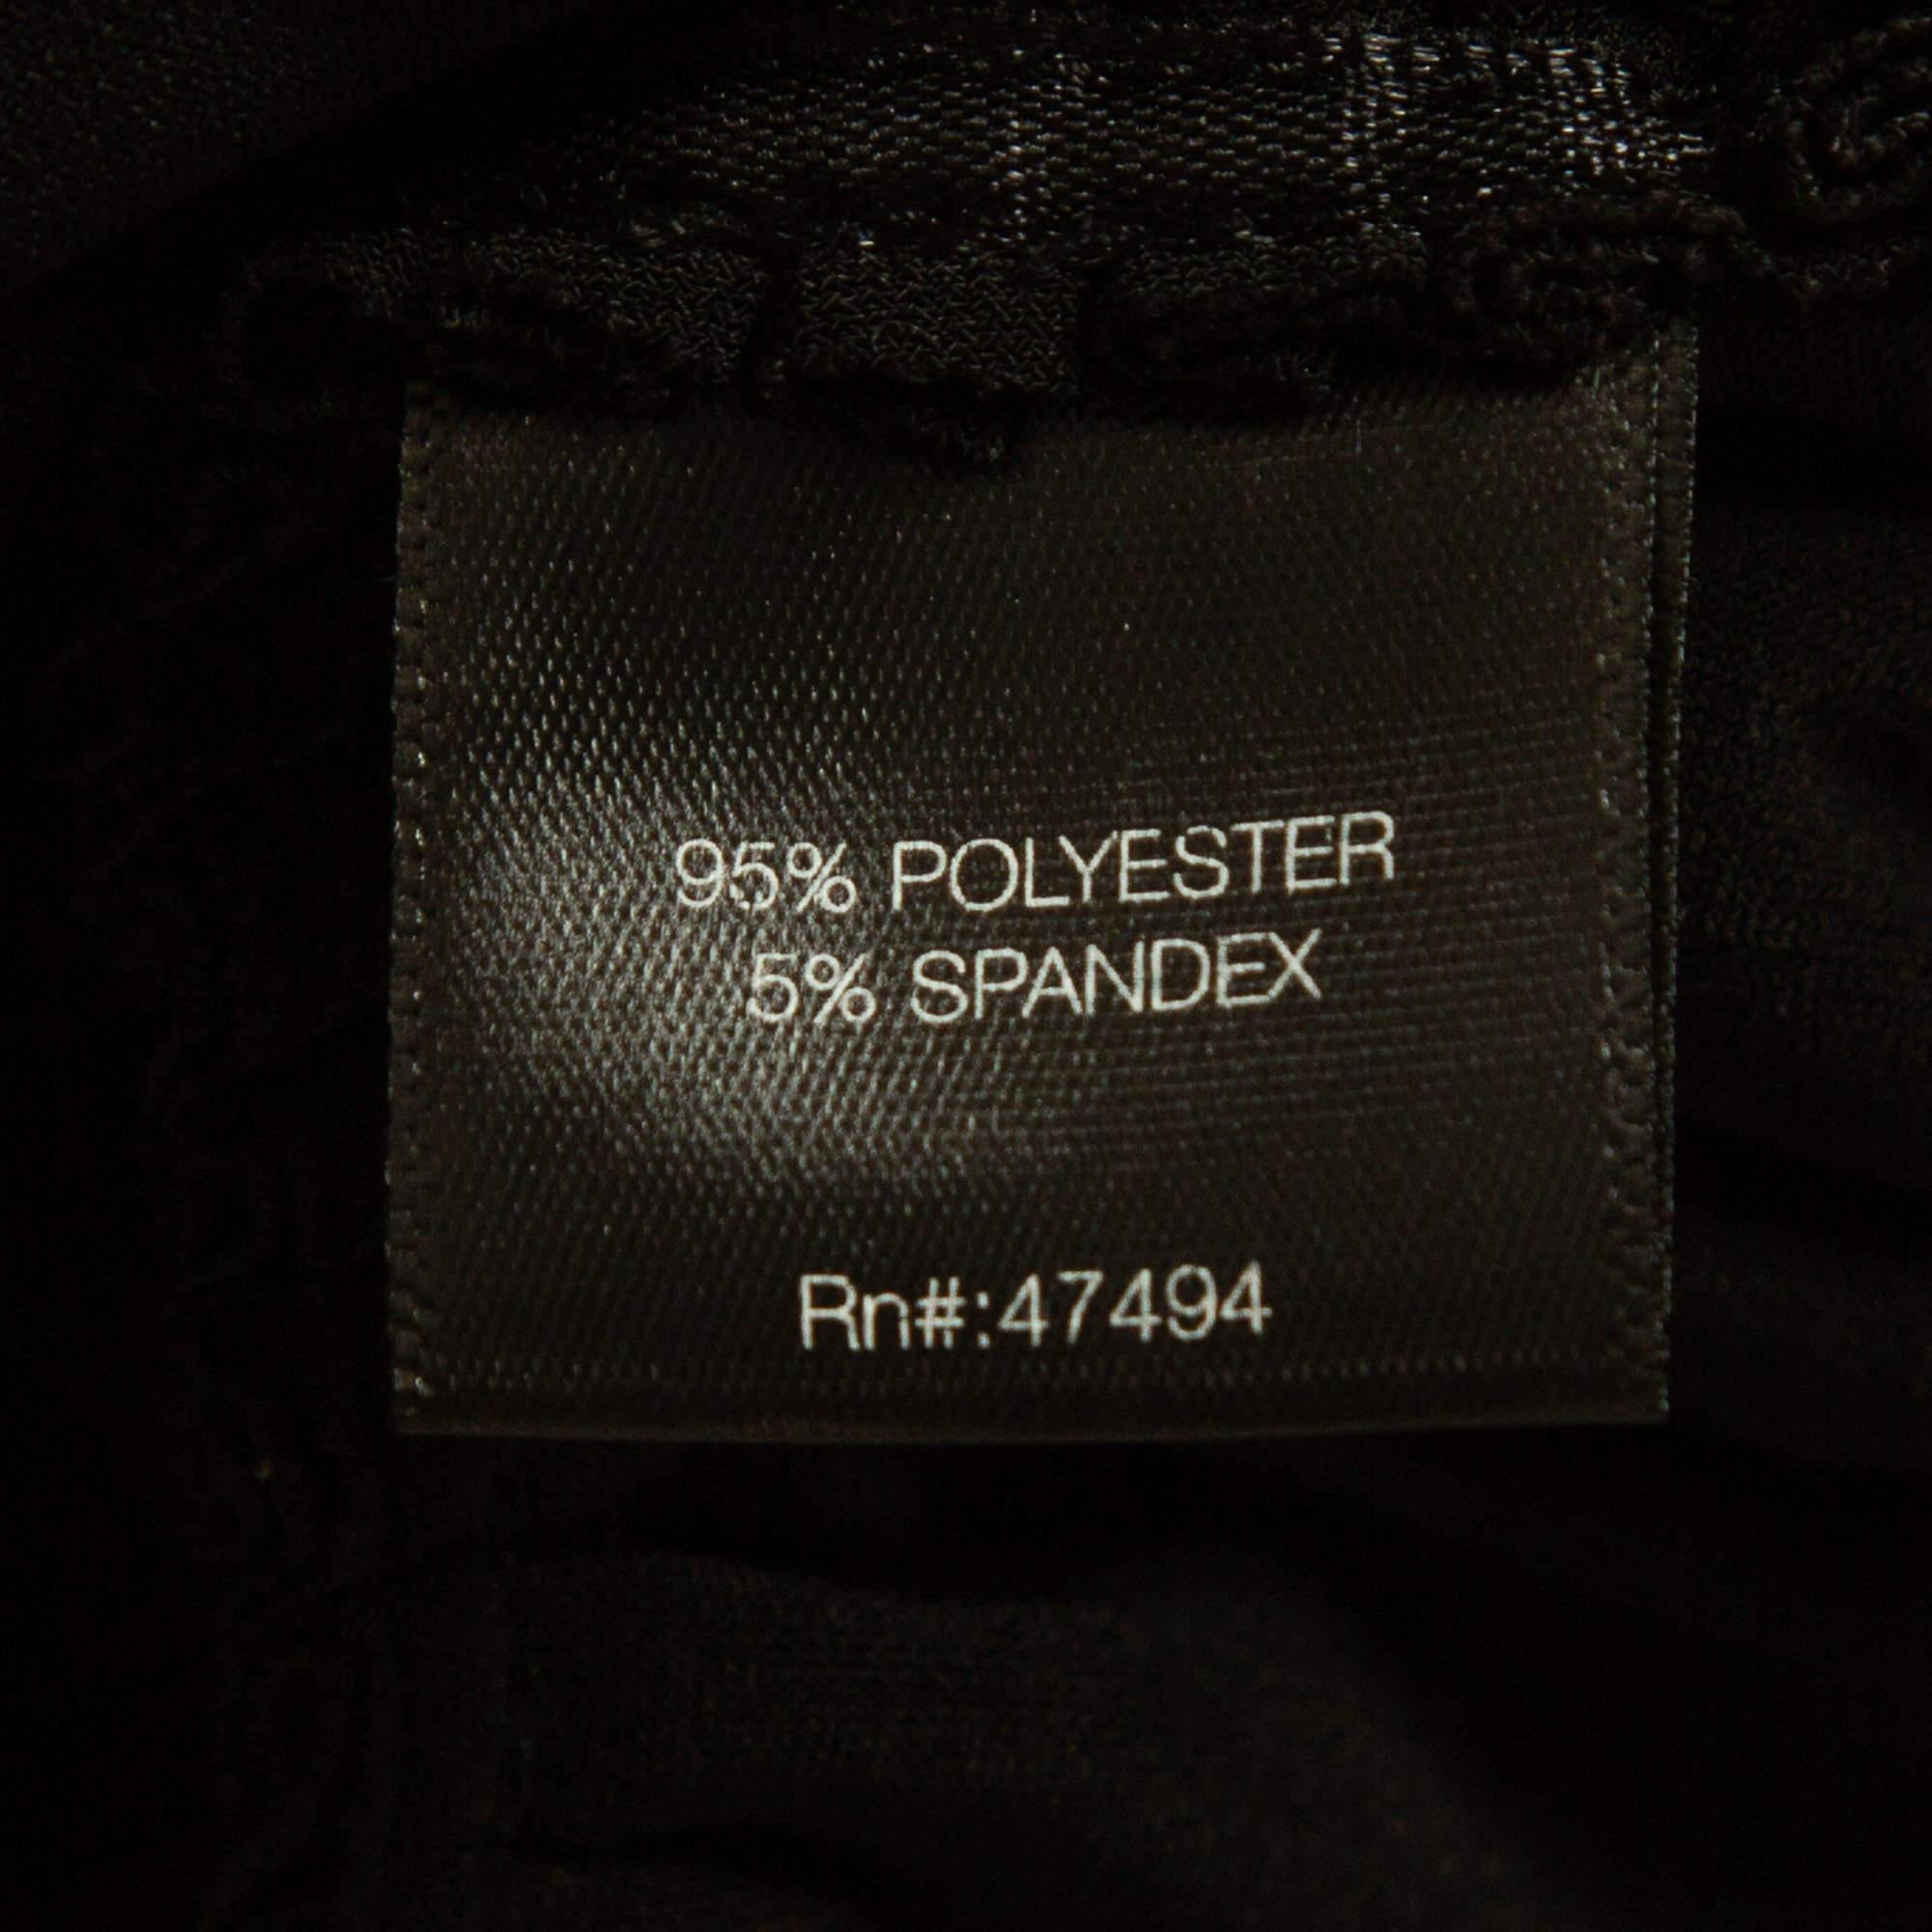 95% POLYESTER
5% SPANDEX
Rn#:47494